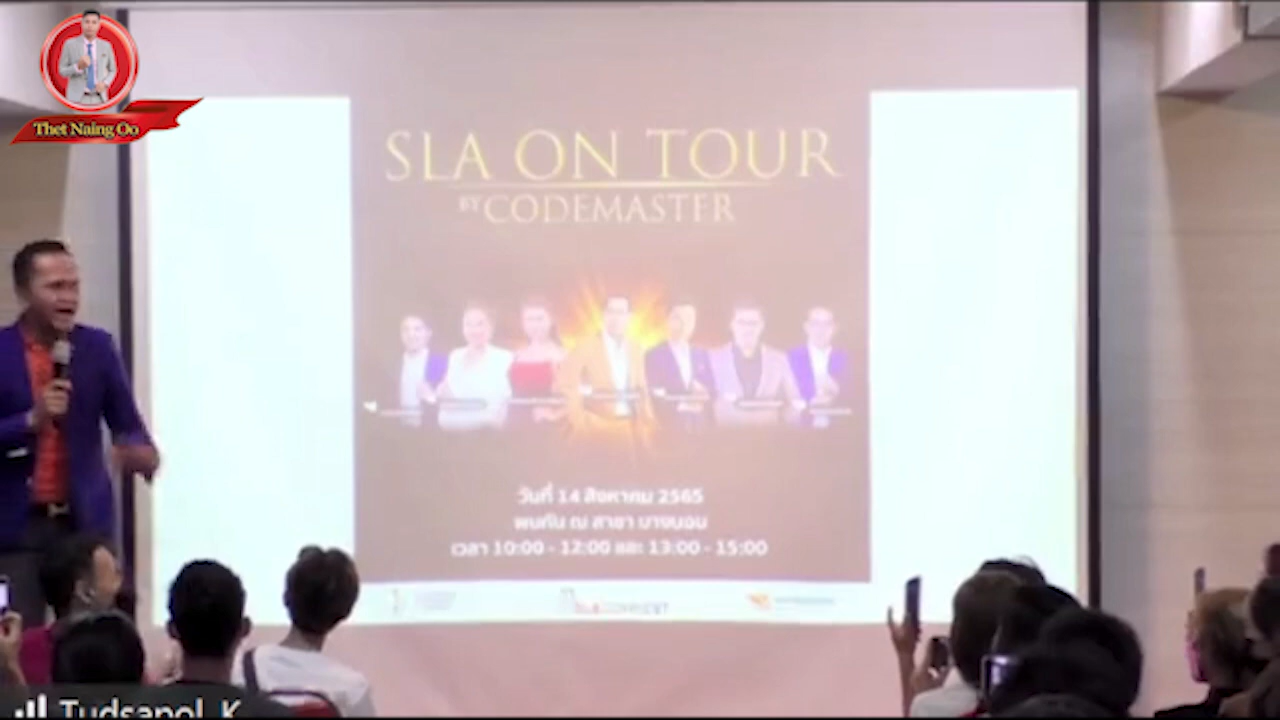 Thet Naing Oo
SLA ON TOUR
BY CODEMASTER
วันที่ 14 สิงหาคม 2565
พบกัน ณ สาขา บางบอน
เวลา 10:00 - 12:00 และ 13:00 - 15:00
Tudsapol K